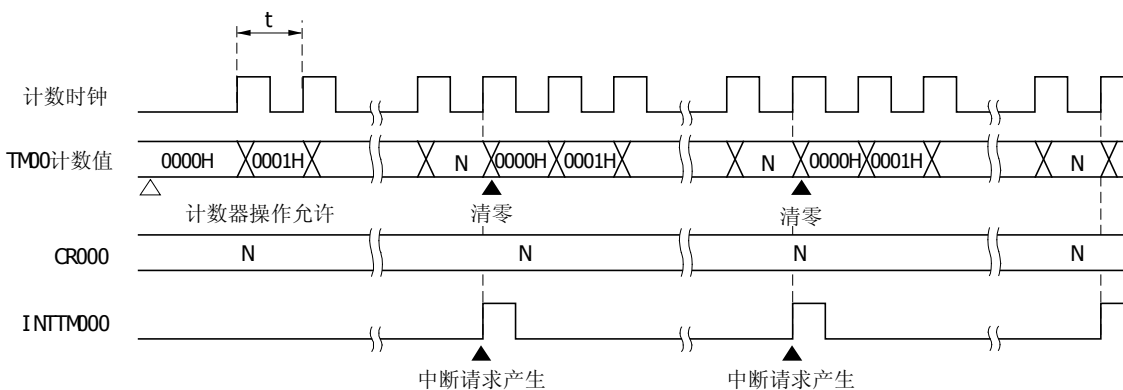 t
计数时钟
TM00计数值 0000H 0001H N 0000H 0001H N 0000H 0001H N
计数器操作允许 清零 清零
CR000 N N N N
INTTM000
中断请求产生 中断请求产生